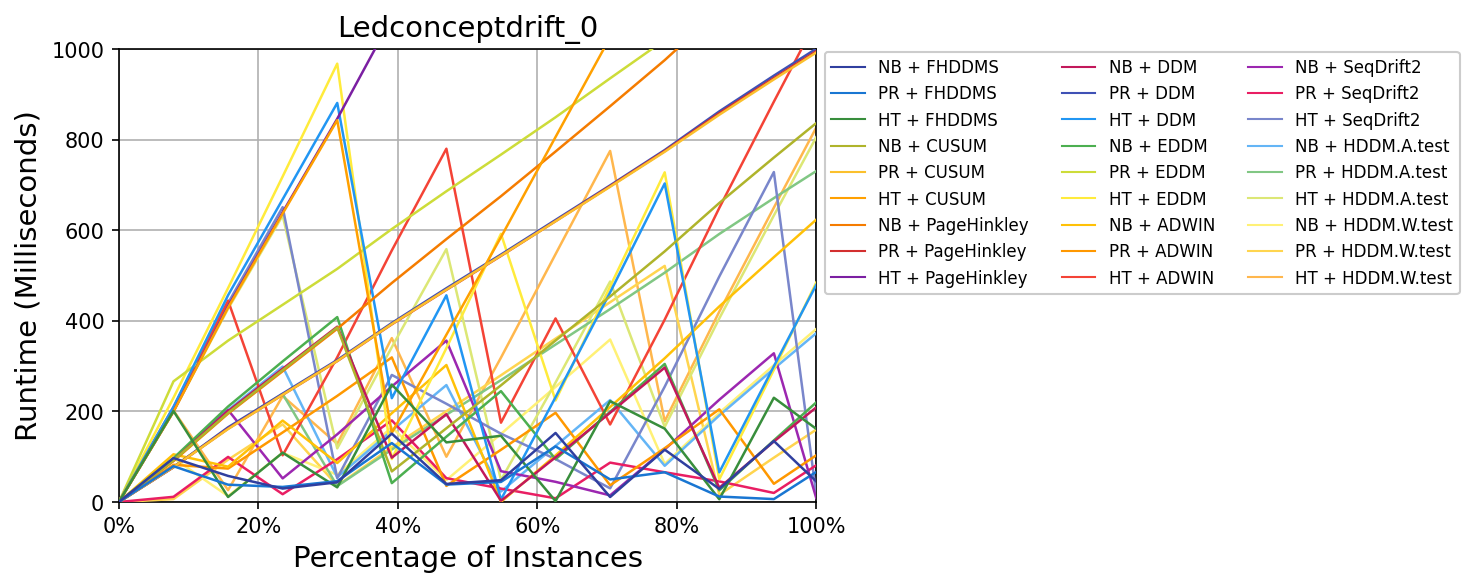 Ledconceptdrift_0
Runtime (Milliseconds)
1000
800
600
400
200
0
0% 20% 40% 60% 80% 100%
Percentage of Instances
NB + FHDDMS NB + DDM NB + SeqDrift2
PR + FHDDMS PR + DDM PR + SeqDrift2
HT + FHDDMS HT + DDM HT + SeqDrift2
NB + CUSUM NB + EDDM NB + HDDM.A.test
PR + CUSUM PR + EDDM PR + HDDM.A.test
HT + CUSUM HT + EDDM HT + HDDM.A.test
NB + PageHinkley NB + ADWIN NB + HDDM.W.test
PR + PageHinkley PR + ADWIN PR + HDDM.W.test
HT + PageHinkley HT + ADWIN HT + HDDM.W.test